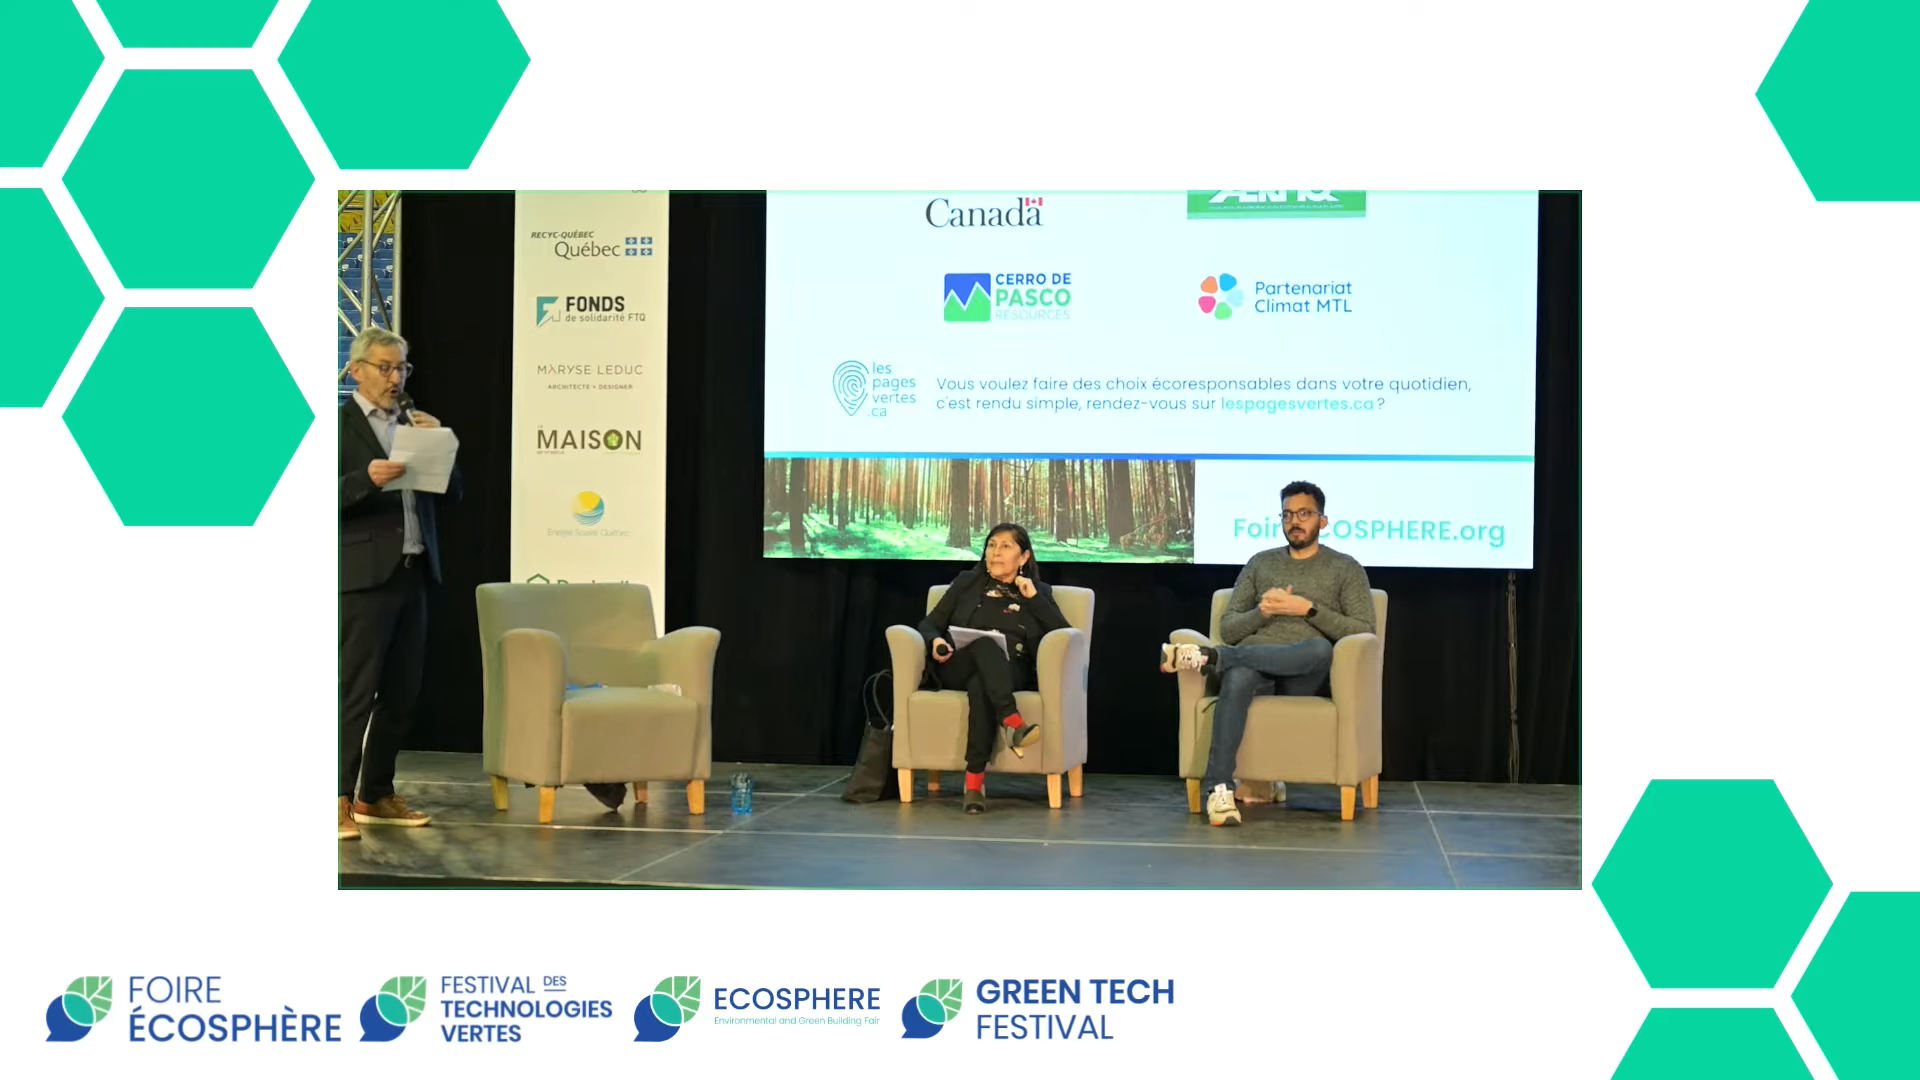 RECYC-QUÉBEC
Québec
FONDS
de solidarité FTQ
MARYSE LEDUC
ARCHITECTE + DESIGNER
MAISON
Énergie Solaire Québec
Canada
CERRO DE
PASCO
RESOURCES
Partenariat
Climat MTL
les
pages
vertes
.ca
Vous voulez faire des choix écoresponsables dans votre quotidien,
c'est rendu simple, rendez-vous sur lespagesvertes.ca ?
COSPHERE.org
FOIRE
ÉCOSPHÈRE
FESTIVAL DES
TECHNOLOGIES
VERTES
ECOSPHERE
Environmental and Green Building Fair
GREEN TECH
FESTIVAL